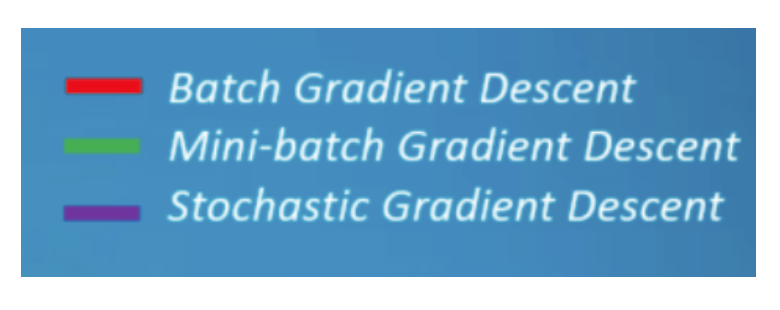 Batch Gradient Descent
Mini-batch Gradient Descent
Stochastic Gradient Descent